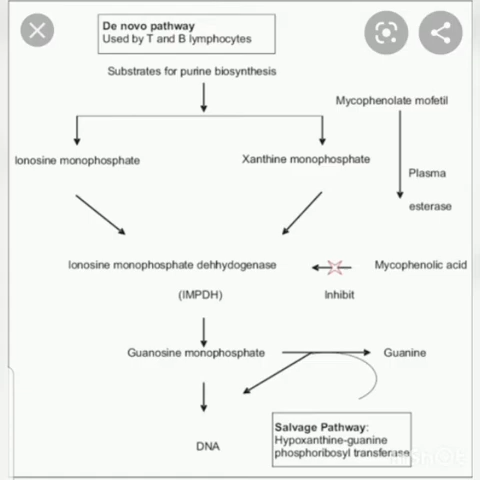 De novo pathway
Used by T and B lymphocytes
Substrates for purine biosynthesis
Mycophenolate mofetil
Ionosine monophosphate
Xanthine monophosphate
Plasma
esterase
Ionosine monophosphate dehhydogenase
Mycophenolic acid
(IMPDH)
Inhibit
Guanosine monophosphate
Guanine
DNA
Salvage Pathway:
Hypoxanthine-guanine
phosphoribosyl transferase